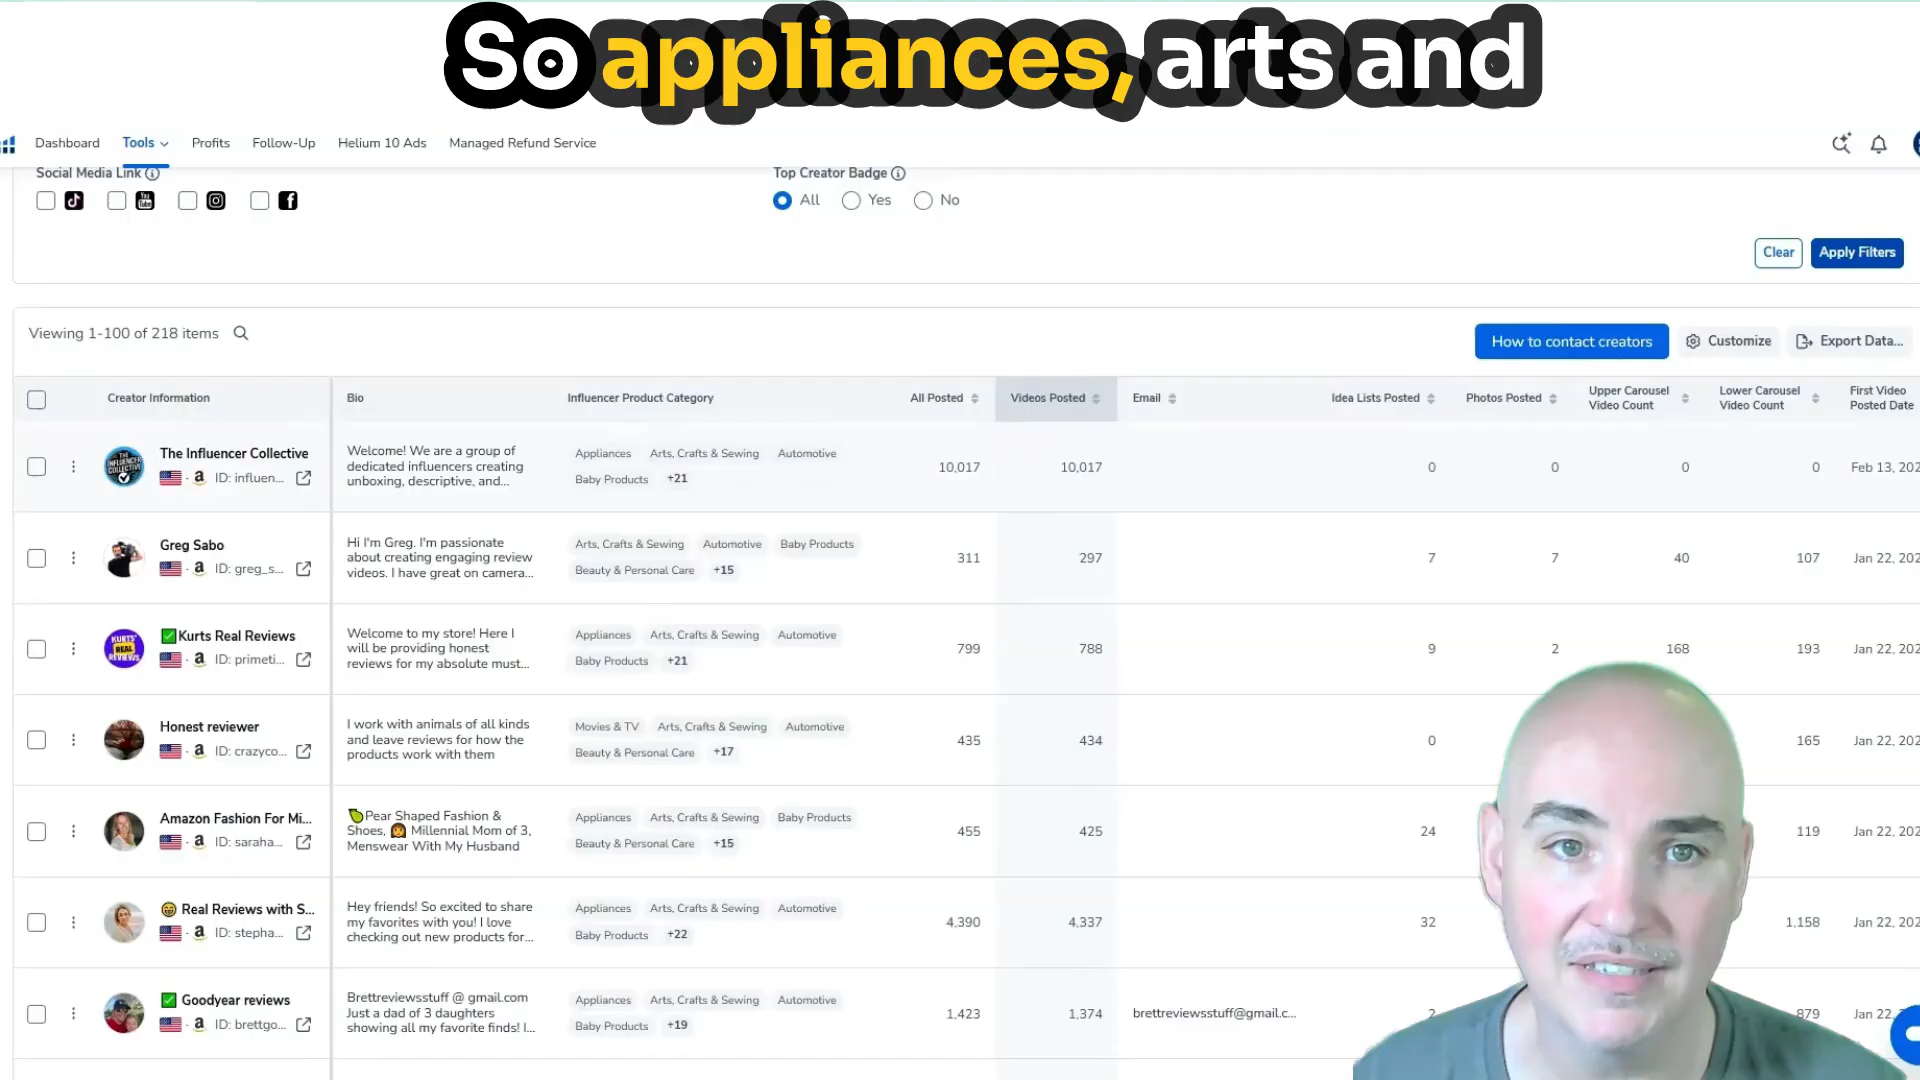 So appliances, arts and
Dashboard Tools Profits Follow-Up Helium 10 Ads Managed Refund Service
Social Media Link
Top Creator Badge
All Yes No
Clear Apply Filters
Viewing 1-100 of 218 items
How to contact creators Customize Export Data...
Creator Information Bio Influencer Product Category All Posted Videos Posted Email Idea Lists Posted Photos Posted Upper Carousel Video Count Lower Carousel Video Count First Video Posted Date
The Influencer Collective
ID: influen...
Welcome! We are a group of
dedicated influencers creating
unboxing, descriptive, and...
Appliances Arts, Crafts & Sewing Automotive
Baby Products +21
10,017 10,017 0 0 0 0 Feb 13, 202
Greg Sabo
ID: greg_s...
Hi I'm Greg. I'm passionate
about creating engaging review
videos. I have great on camera...
Arts, Crafts & Sewing Automotive Baby Products
Beauty & Personal Care +15
311 297 7 7 40 107 Jan 22, 202
Kurts Real Reviews
ID: primeti...
Welcome to my store! Here I
will be providing honest
reviews for my absolute must...
Appliances Arts, Crafts & Sewing Automotive
Baby Products +21
799 788 9 2 168 193 Jan 22, 202
Honest reviewer
ID: crazyco...
I work with animals of all kinds
and leave reviews for how the
products work with them
Movies & TV Arts, Crafts & Sewing Automotive
Beauty & Personal Care +17
435 434 0 165 Jan 22, 202
Amazon Fashion For Mi...
ID: saraha...
Pear Shaped Fashion &
Shoes, Millennial Mom of 3,
Menswear With My Husband
Appliances Arts, Crafts & Sewing Baby Products
Beauty & Personal Care +15
455 425 24 119 Jan 22, 202
Real Reviews with S...
ID: stepha...
Hey friends! So excited to share
my favorites with you! I love
checking out new products for...
Appliances Arts, Crafts & Sewing Automotive
Baby Products +22
4,390 4,337 32 1,158 Jan 22, 202
Goodyear reviews
ID: brettgo...
Brettreviewsstuff @ gmail.com
Just a dad of 3 daughters
showing all my favorite finds! I...
Appliances Arts, Crafts & Sewing Automotive
Baby Products +19
1,423 1,374 brettreviewsstuff@gmail.c... 2 879 Jan 22,